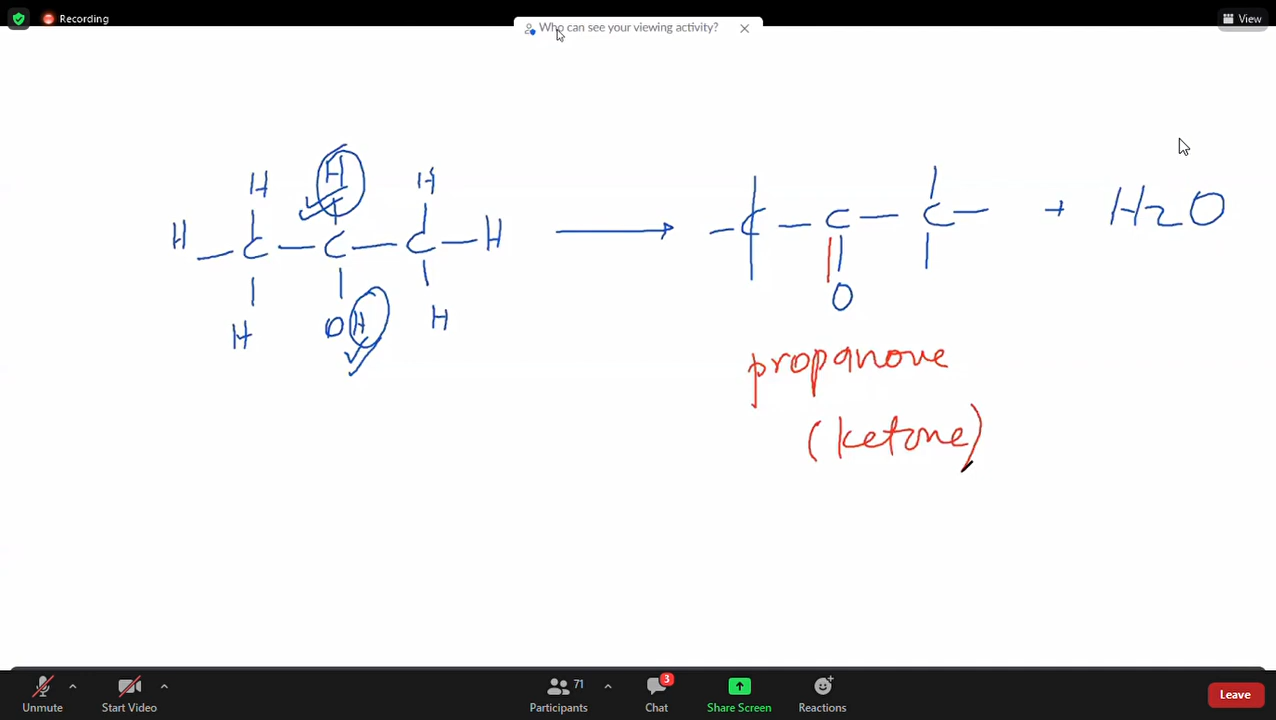 Recording
Who can see your viewing activity?
View
H H H
H - C - C - C - H → - C - C - C - + H2O
H OH H O
propanone
(ketone)
71
3
Unmute Start Video Participants Chat Share Screen Reactions Leave